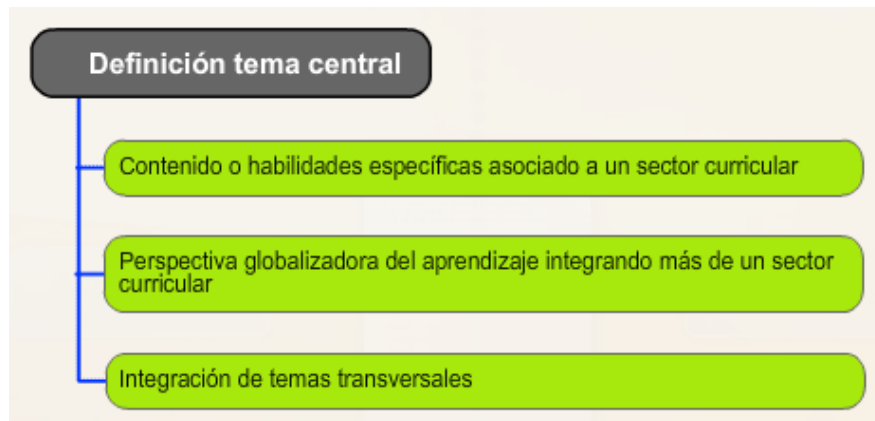 Definición tema central
Contenido o habilidades específicas asociado a un sector curricular
Perspectiva globalizadora del aprendizaje integrando más de un sector
curricular
Integración de temas transversales